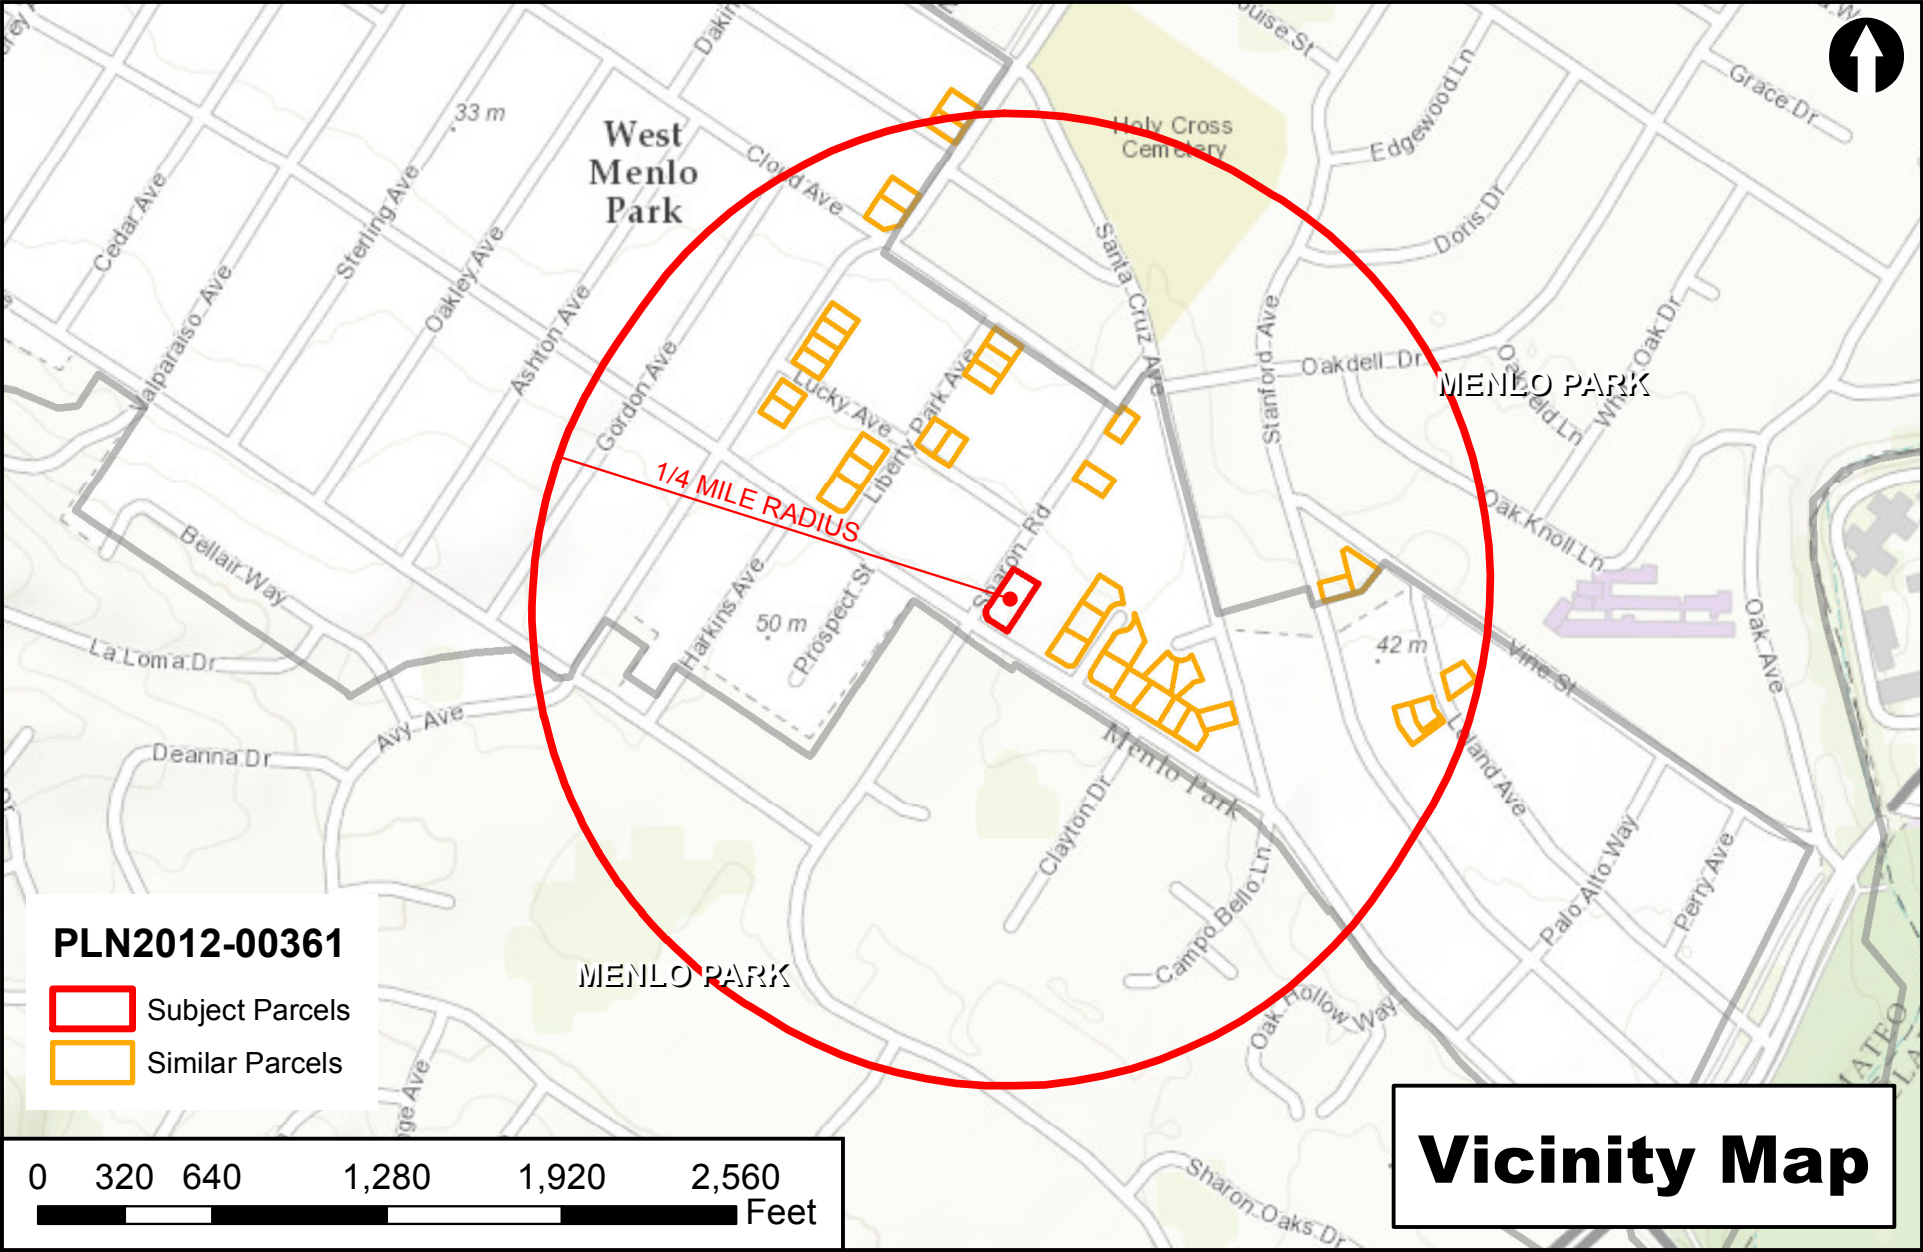 Louise St
Grace Dr
Edgewood Ln
Dakin
33 m
West
Menlo
Park
Holy Cross
Cemetery
Cloud Ave
Doris Dr
Cedar Ave
Sterling Ave
Oakley Ave
Valparaiso Ave
Ashton Ave
Gordon Ave
Santa Cruz Ave
Stanford Ave
Oakdell Dr
Oakfield Ln
White Oak Dr
MENLO PARK
Lucky Ave
Liberty Park Ave
1/4 MILE RADIUS
Sharon Rd
Oak Knoll Ln
Bellair Way
Harkins Ave
Prospect St
50 m
42 m
Oak Ave
Vine St
La Loma Dr
Avy Ave
Deanna Dr
Menlo Park
Leland Ave
Clayton Dr
Campo Bello Ln
Palo Alto Way
Perry Ave
Oak Hollow Way
MENLO PARK
PLN2012-00361
Subject Parcels
Similar Parcels
0 320 640 1,280 1,920 2,560
Feet
Sharon Oaks Dr
Vicinity Map